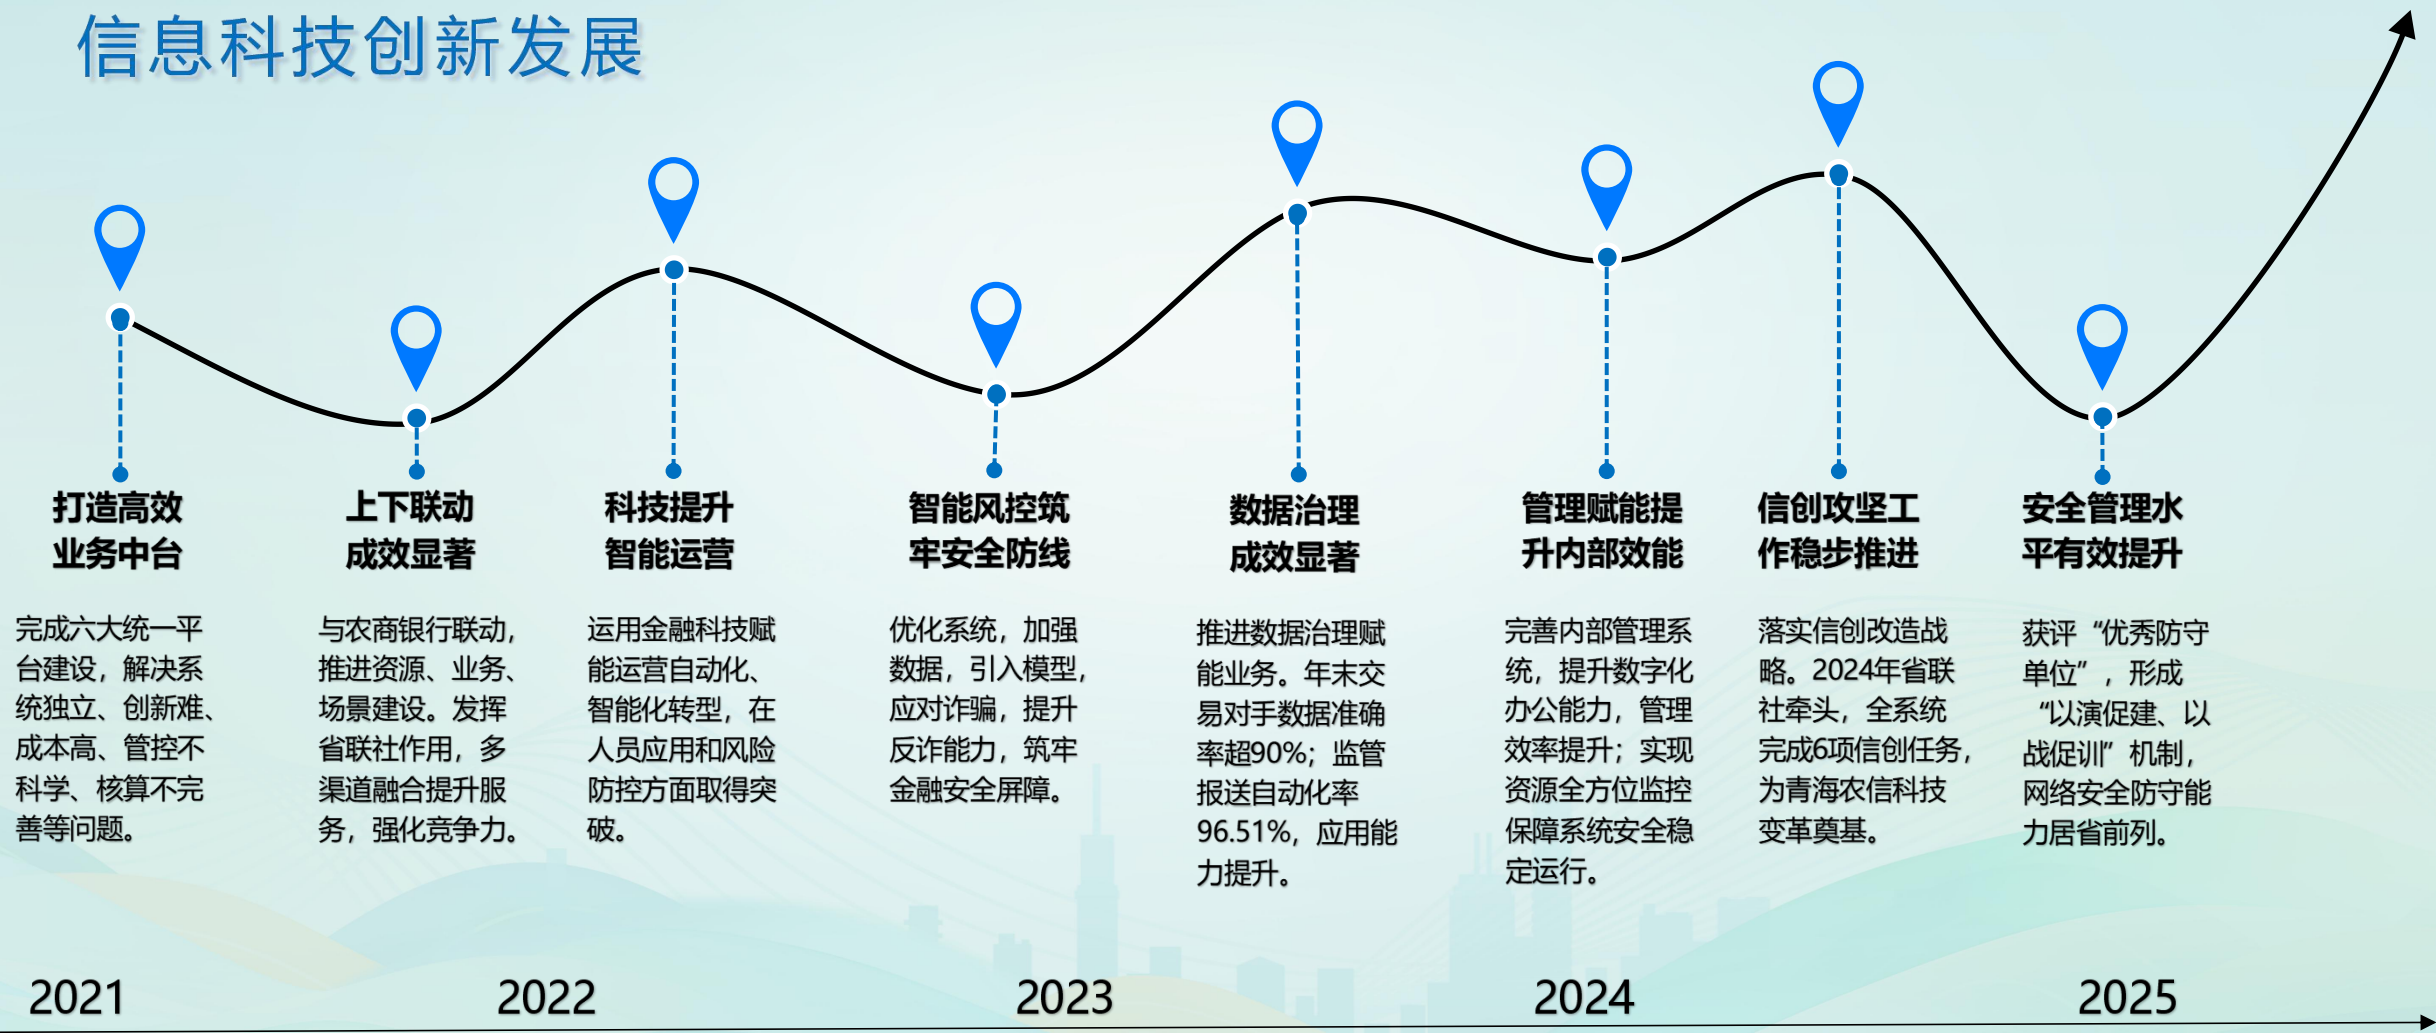 信息科技创新发展
打造高效
业务中台
完成六大统一平
台建设，解决系
统独立、创新难、
成本高、管控不
科学、核算不完
善等问题。
上下联动
成效显著
与农商银行联动，
推进资源、业务、
场景建设。发挥
省联社作用，多
渠道融合提升服
务，强化竞争力。
科技提升
智能运营
运用金融科技赋
能运营自动化、
智能化转型，在
人员应用和风险
防控方面取得突
破。
智能风控筑
牢安全防线
优化系统，加强
数据，引入模型，
应对诈骗，提升
反诈能力，筑牢
金融安全屏障。
数据治理
成效显著
推进数据治理赋
能业务。年末交
易对手数据准确
率超90%；监管
报送自动化率
96.51%，应用能
力提升。
管理赋能提
升内部效能
完善内部管理系
统，提升数字化
办公能力，管理
效率提升；实现
资源全方位监控
保障系统安全稳
定运行。
信创攻坚工
作稳步推进
落实信创改造战
略。2024年省联
社牵头，全系统
完成6项信创任务，
为青海农信科技
变革奠基。
安全管理水
平有效提升
获评“优秀防守
单位”，形成
“以演促建、以
战促训”机制，
网络安全防守能
力居省前列。
2021
2022
2023
2024
2025